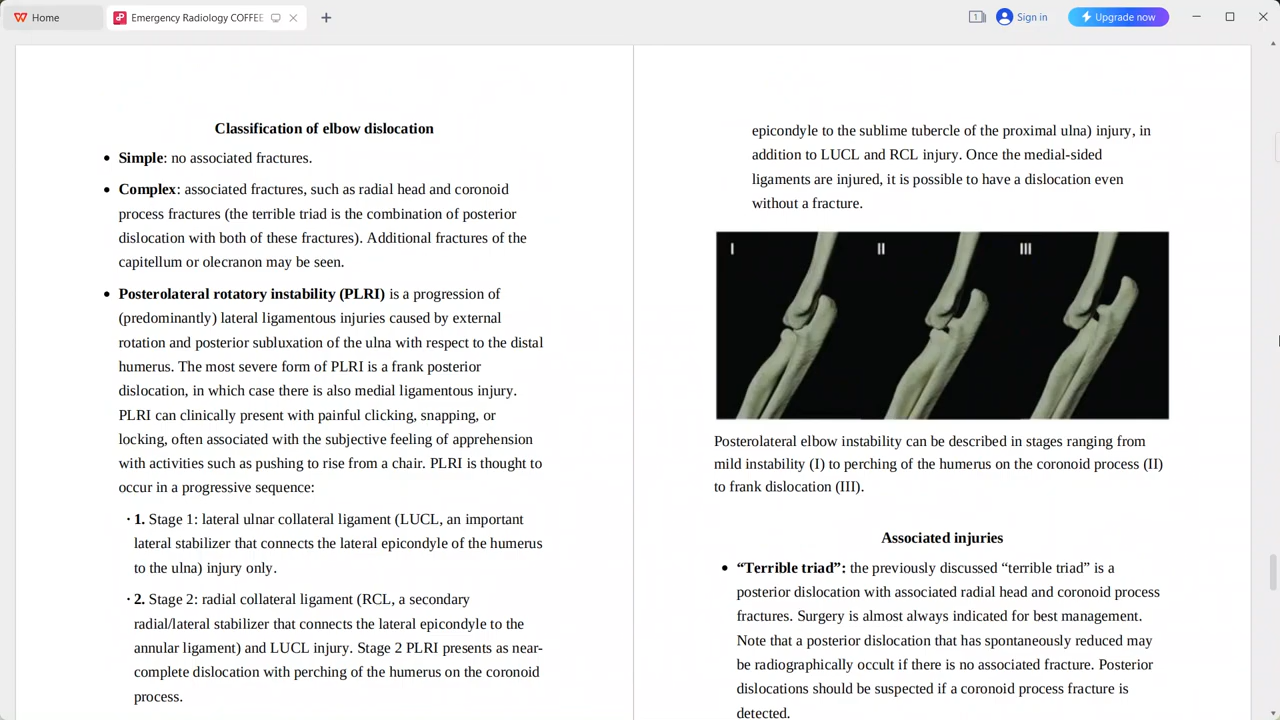 Home
Emergency Radiology COFFEE
Sign in
Upgrade now
Classification of elbow dislocation
• Simple: no associated fractures.
• Complex: associated fractures, such as radial head and coronoid
process fractures (the terrible triad is the combination of posterior
dislocation with both of these fractures). Additional fractures of the
capitellum or olecranon may be seen.
• Posterolateral rotatory instability (PLRI) is a progression of
(predominantly) lateral ligamentous injuries caused by external
rotation and posterior subluxation of the ulna with respect to the distal
humerus. The most severe form of PLRI is a frank posterior
dislocation, in which case there is also medial ligamentous injury.
PLRI can clinically present with painful clicking, snapping, or
locking, often associated with the subjective feeling of apprehension
with activities such as pushing to rise from a chair. PLRI is thought to
occur in a progressive sequence:
· 1. Stage 1: lateral ulnar collateral ligament (LUCL, an important
lateral stabilizer that connects the lateral epicondyle of the humerus
to the ulna) injury only.
· 2. Stage 2: radial collateral ligament (RCL, a secondary
radial/lateral stabilizer that connects the lateral epicondyle to the
annular ligament) and LUCL injury. Stage 2 PLRI presents as near-
complete dislocation with perching of the humerus on the coronoid
process.
epicondyle to the sublime tubercle of the proximal ulna) injury, in
addition to LUCL and RCL injury. Once the medial-sided
ligaments are injured, it is possible to have a dislocation even
without a fracture.
I
II
III
Posterolateral elbow instability can be described in stages ranging from
mild instability (I) to perching of the humerus on the coronoid process (II)
to frank dislocation (III).
Associated injuries
• “Terrible triad”: the previously discussed “terrible triad” is a
posterior dislocation with associated radial head and coronoid process
fractures. Surgery is almost always indicated for best management.
Note that a posterior dislocation that has spontaneously reduced may
be radiographically occult if there is no associated fracture. Posterior
dislocations should be suspected if a coronoid process fracture is
detected.